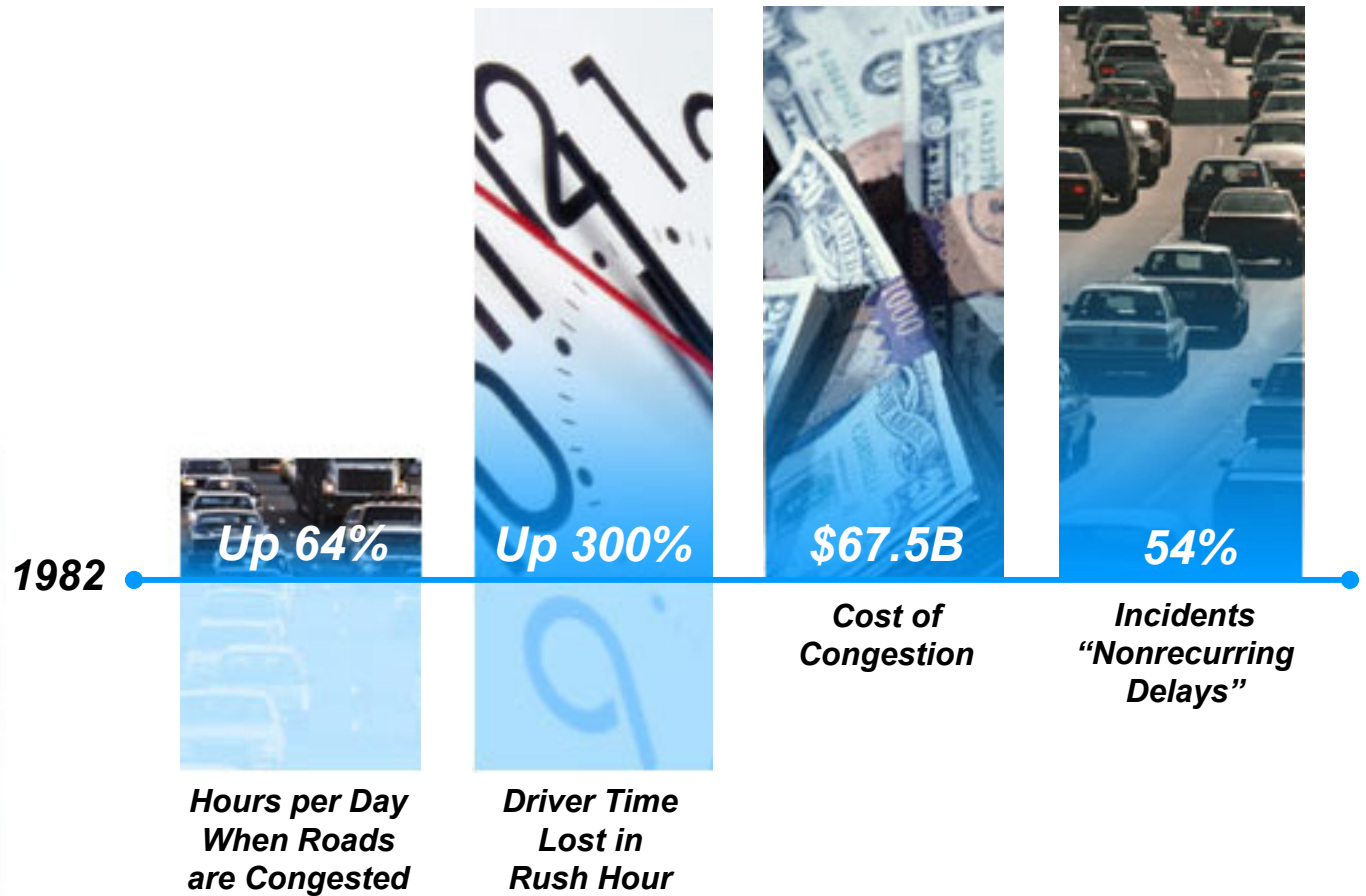 Up 64%
Up 300%
$67.5B
54%
1982
Cost of
Congestion
Incidents
“Nonrecurring
Delays”
Hours per Day
When Roads
are Congested
Driver Time
Lost in
Rush Hour